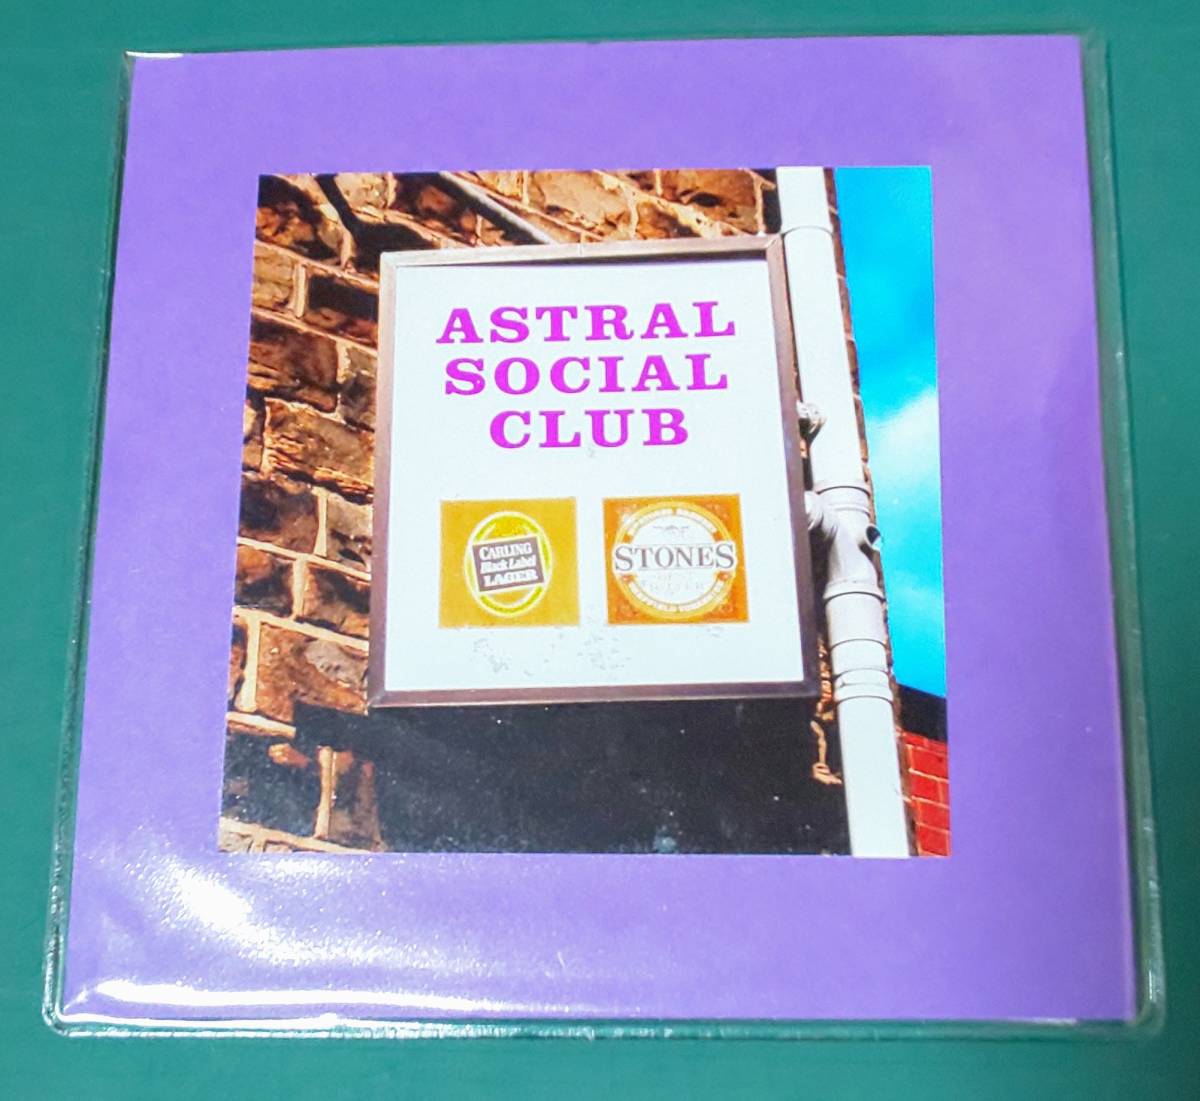 ASTRAL
SOCIAL
CLUB
CARLING
Black Label
LAGER
STONES